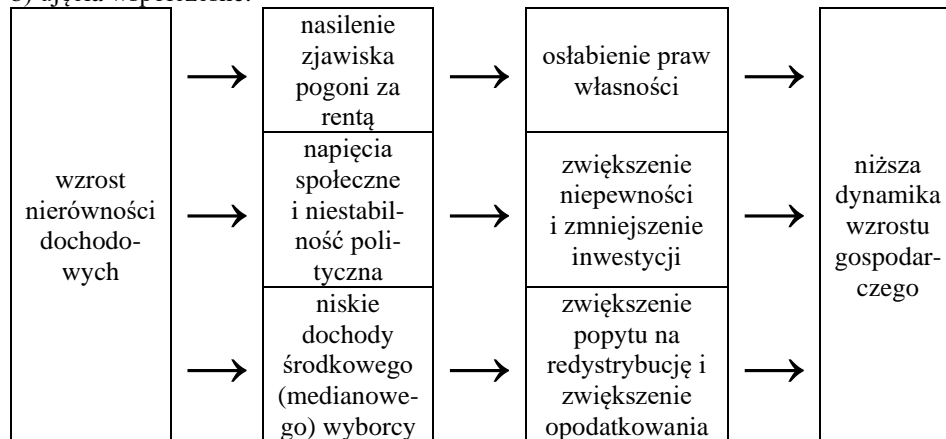 b) ujęcia współczesne:
wzrost
nierówności
dochodo-
wych
nasilenie
zjawiska
pogoni za
rentą
osłabienie praw
własności
napięcia
społeczne
i niestabil-
ność poli-
tyczna
zwiększenie
niepewności
i zmniejszenie
inwestycji
niskie
dochody
środkowego
(medianowe-
go) wyborcy
zwiększenie
popytu na
redystrybucję i
zwiększenie
opodatkowania
niższa
dynamika
wzrostu
gospodar-
czego